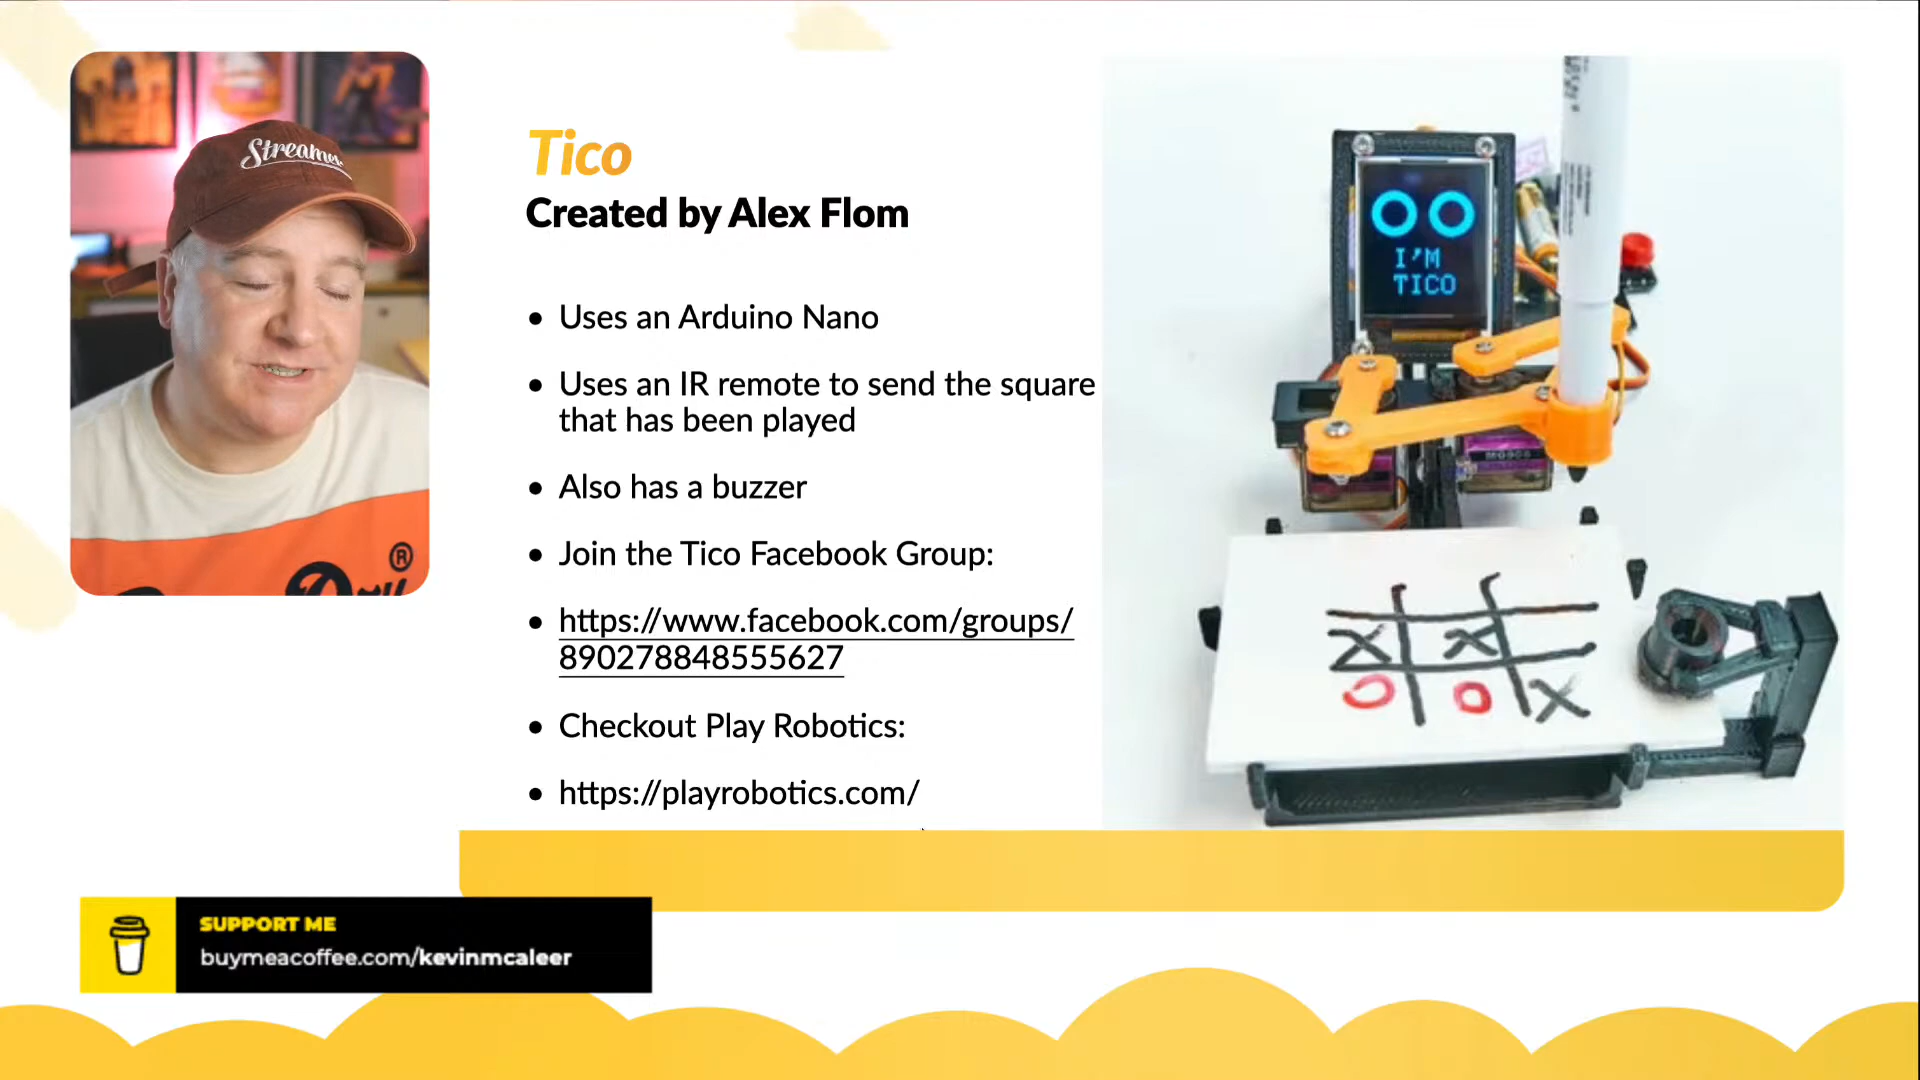 Streamer
®
Tico
Created by Alex Flom
• Uses an Arduino Nano
• Uses an IR remote to send the square
that has been played
• Also has a buzzer
• Join the Tico Facebook Group:
• https://www.facebook.com/groups/
890278848555627
• Checkout Play Robotics:
• https://playrobotics.com/
I'M
TICO
X X
O O X
SUPPORT ME
buymeacoffee.com/kevinmcaleer